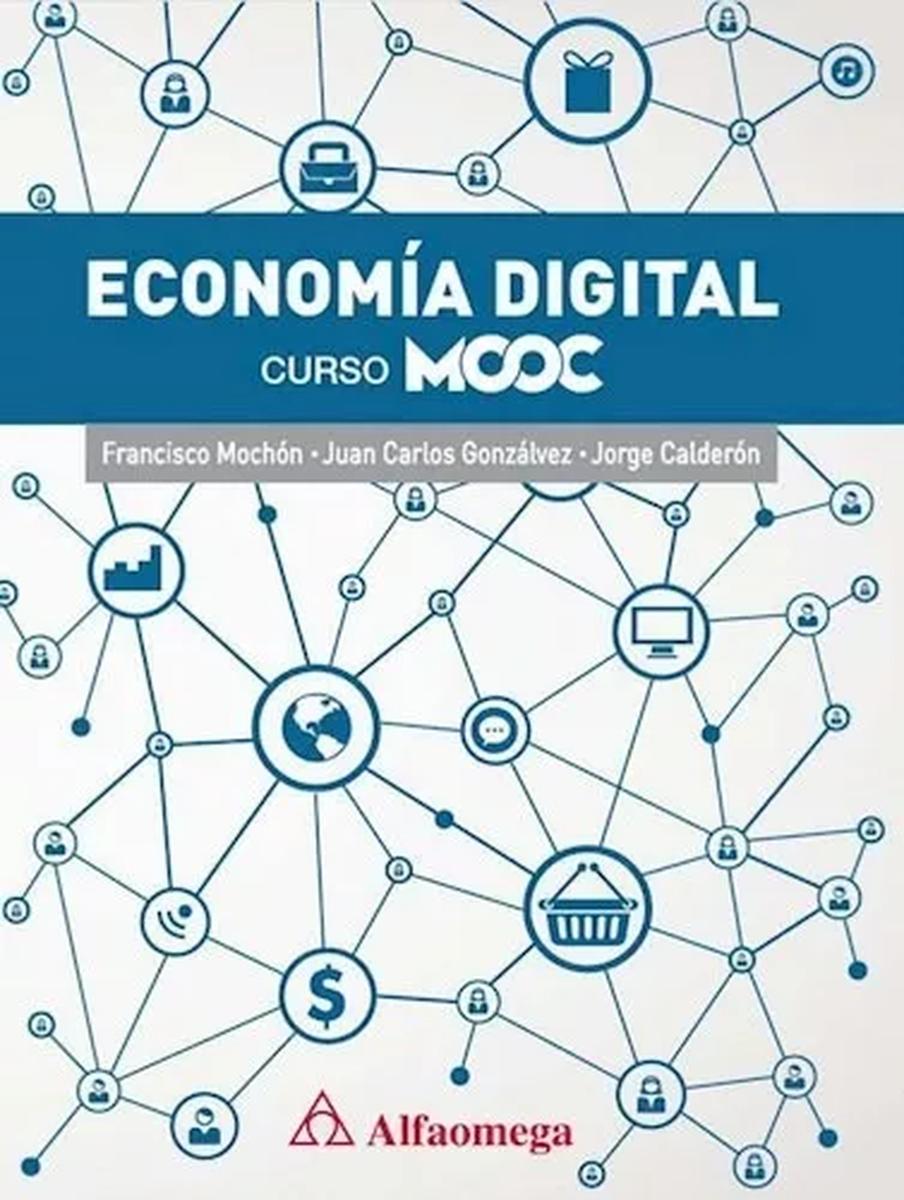 ECONOMÍA DIGITAL
CURSO MOOC
Francisco Mochón · Juan Carlos Gonzálvez · Jorge Calderón
$
Alfaomega